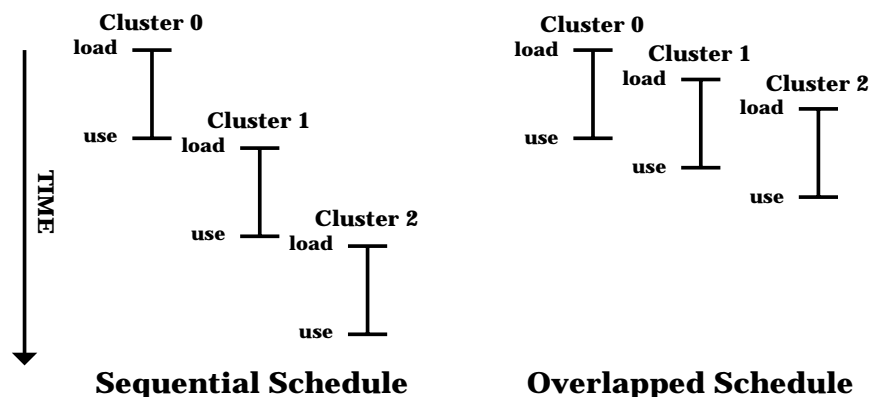 Cluster 0
load
use
Cluster 1
load
use
Cluster 2
load
use
TIME
Sequential Schedule
Cluster 0
load
use
Cluster 1
load
use
Cluster 2
load
use
Overlapped Schedule